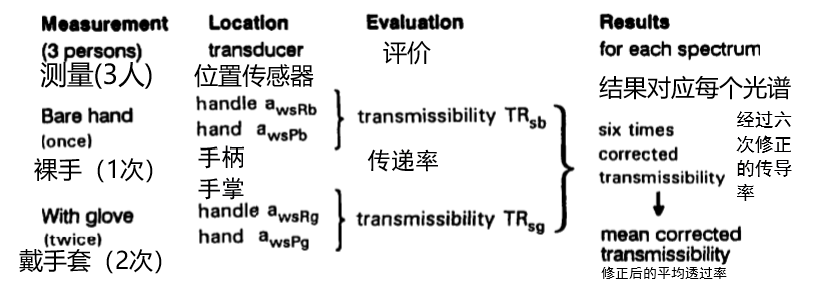 Measurement
(3 persons)
测量(3人)
Location
transducer
位置传感器
Evaluation
评价
Results
for each spectrum
结果对应每个光谱
Bare hand
(once)
裸手（1次）
handle a_wsRb
hand a_wsPb
手柄
手掌
transmissibility TR_sb
传递率
six times
corrected
transmissibility
经过六
次修正
的传导
率
With glove
(twice)
戴手套（2次）
handle a_wsRg
hand a_wsPg
transmissibility TR_sg
mean corrected
transmissibility
修正后的平均透过率